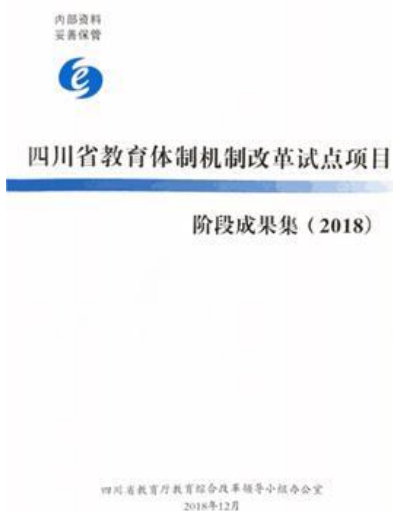 内部资料
妥善保管
四川省教育体制机制改革试点项目
阶段成果集（2018）
四川省教育厅教育综合改革领导小组办公室
2018年12月